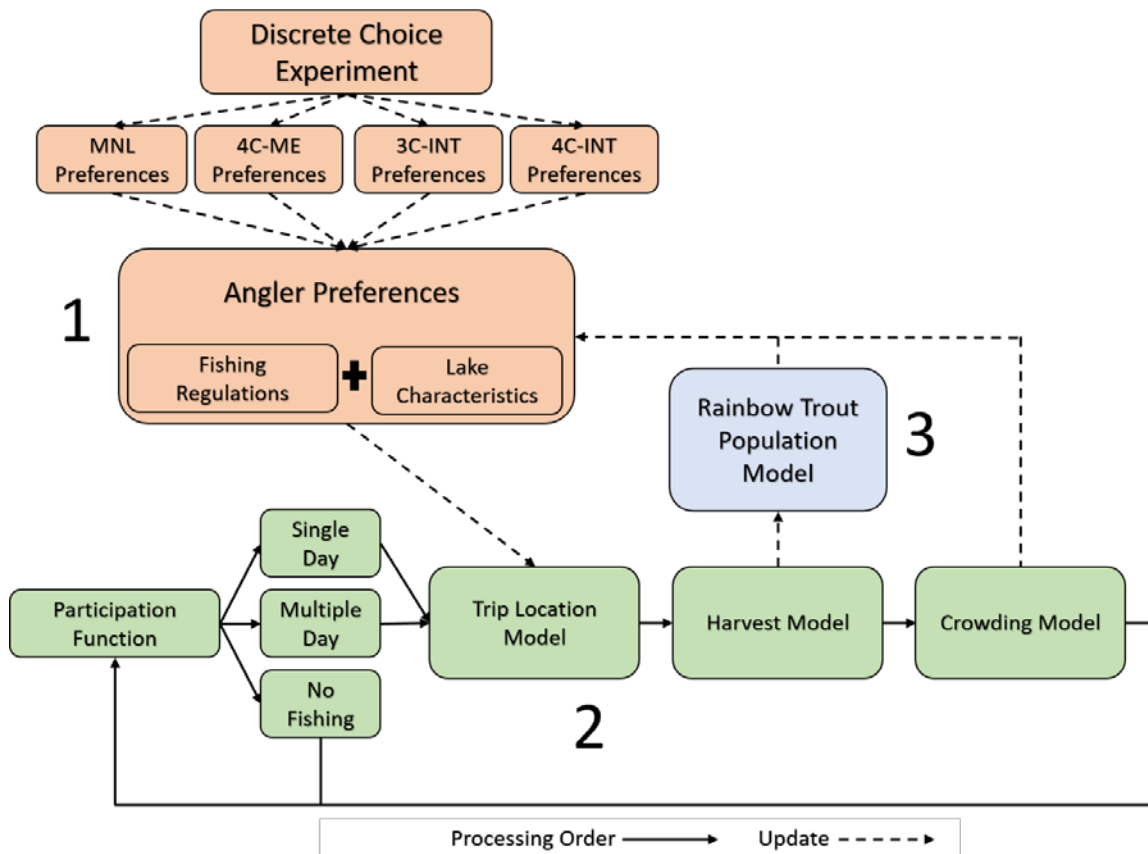 Discrete Choice
Experiment
MNL
Preferences
4C-ME
Preferences
3C-INT
Preferences
4C-INT
Preferences
1
Angler Preferences
Fishing
Regulations
+
Lake
Characteristics
Rainbow Trout
Population
Model
3
Participation
Function
Single
Day
Multiple
Day
No
Fishing
Trip Location
Model
Harvest Model
Crowding Model
2
Processing Order
Update